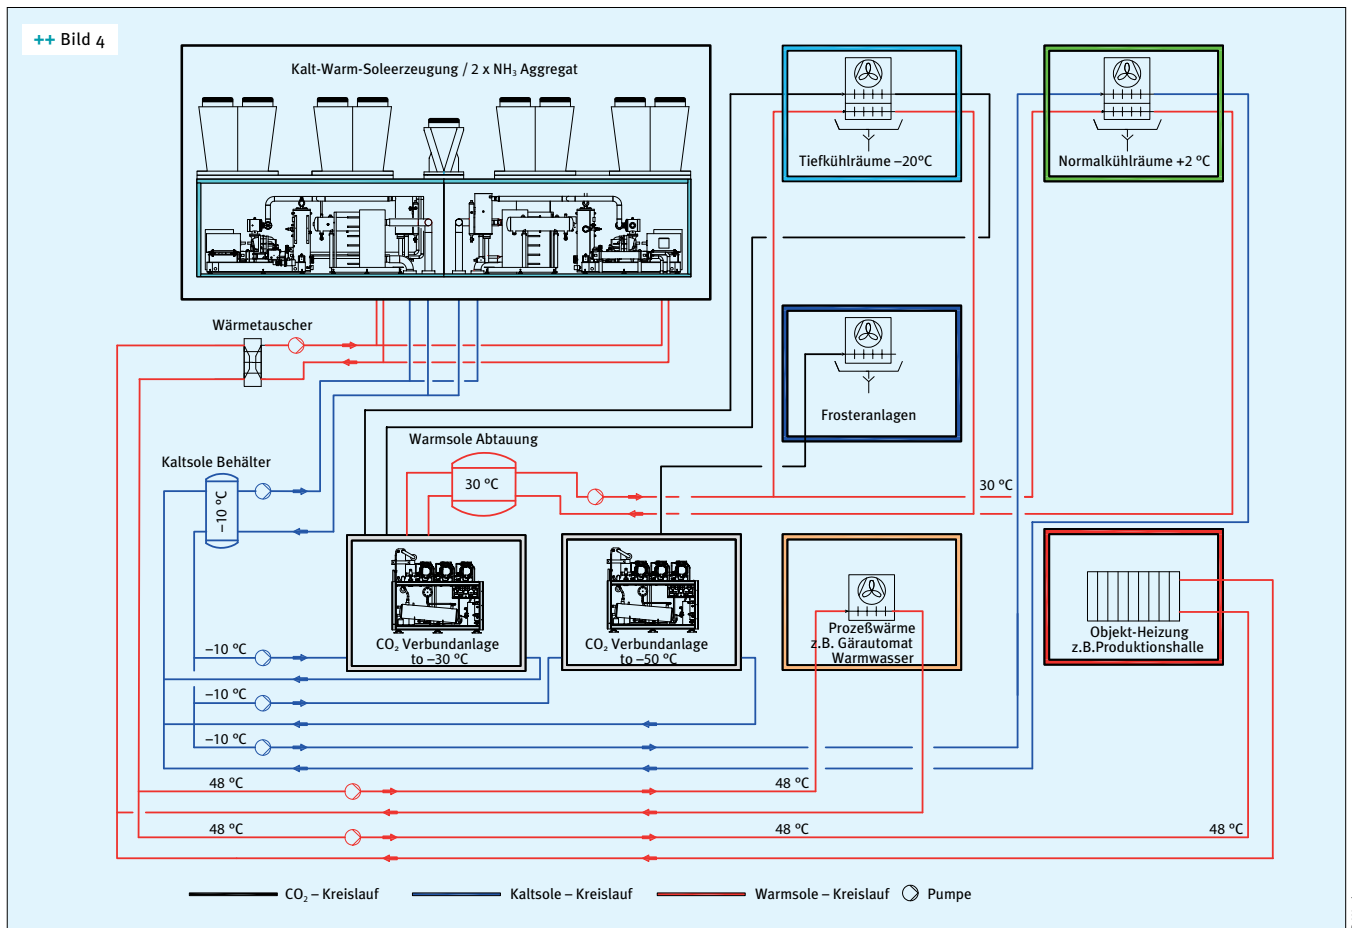 ++ Bild 4
Kalt-Warm-Soleerzeugung / 2 x NH₃ Aggregat
Tiefkühlräume –20°C
Normalkühlräume +2 °C
Wärmetauscher
Frosteranlagen
Warmsole Abtauung
Kaltsole Behälter
30 °C
30 °C
–10 °C
CO₂ Verbundanlage
to –30 °C
CO₂ Verbundanlage
to –50 °C
Prozeßwärme
z.B. Gärautomat
Warmwasser
Objekt-Heizung
z.B.Produktionshalle
–10 °C
–10 °C
–10 °C
48 °C
48 °C
48 °C
48 °C
48 °C
CO₂ – Kreislauf
Kaltsole – Kreislauf
Warmsole – Kreislauf
Pumpe